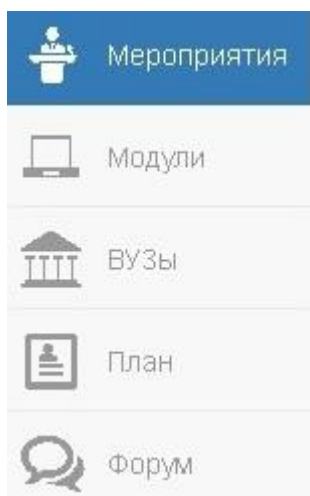 Мероприятия
Модули
ВУЗы
План
Форум